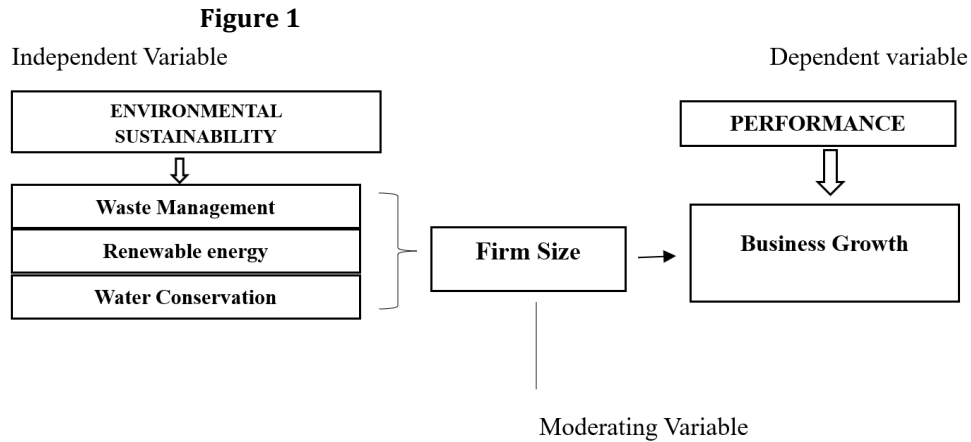 Figure 1
Independent Variable
Dependent variable
ENVIRONMENTAL
SUSTAINABILITY
PERFORMANCE
Waste Management
Renewable energy
Water Conservation
Firm Size
Business Growth
Moderating Variable